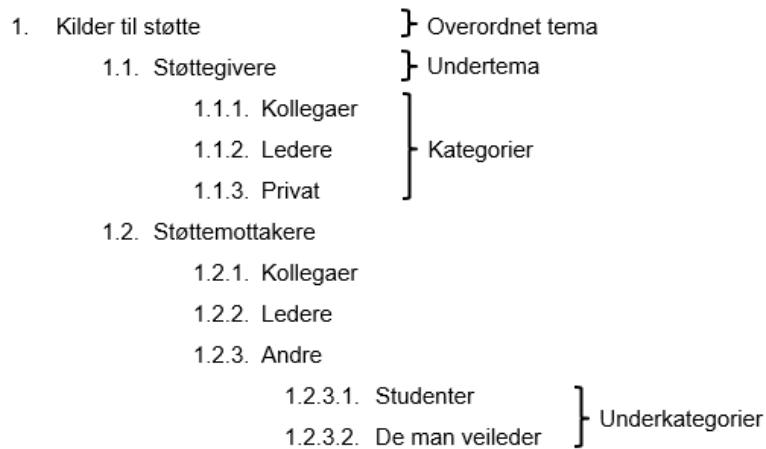 1. Kilder til støtte Overordnet tema
1.1. Støttegivere Undertema
1.1.1. Kollegaer
1.1.2. Ledere Kategorier
1.1.3. Privat
1.2. Støttemottakere
1.2.1. Kollegaer
1.2.2. Ledere
1.2.3. Andre
1.2.3.1. Studenter
Underkategorier
1.2.3.2. De man veileder